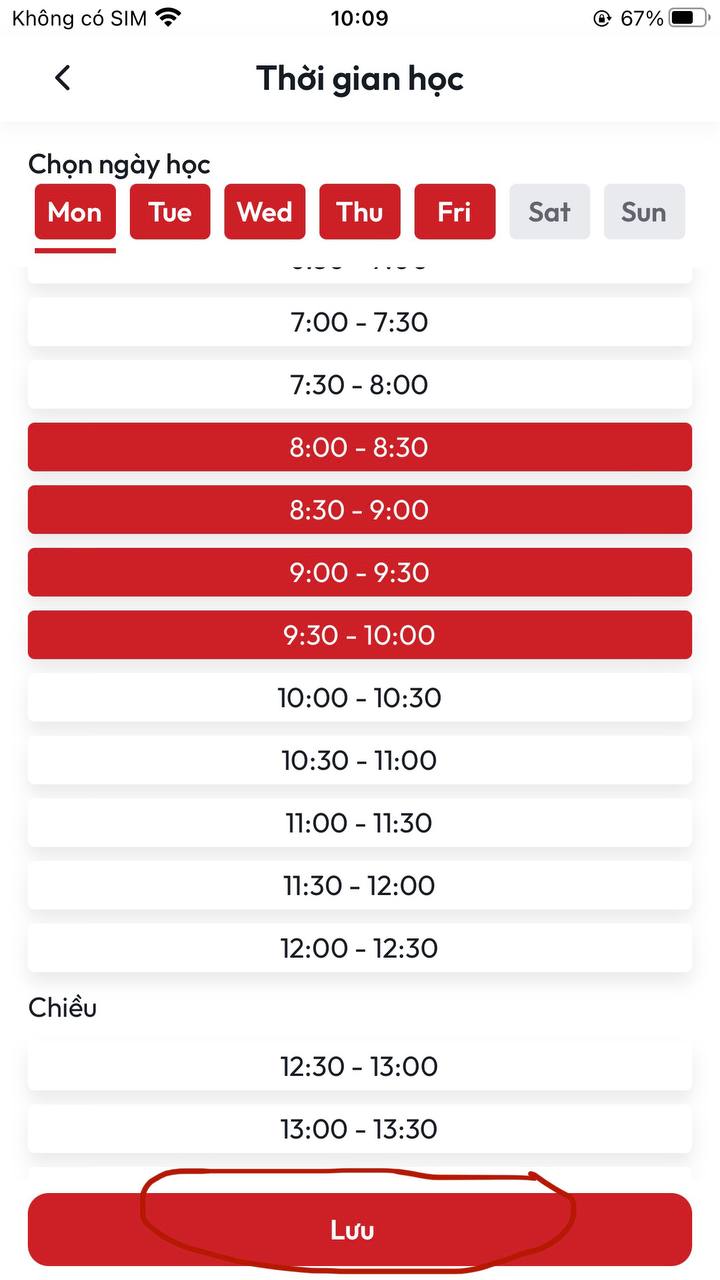 Không có SIM 10:09 67%
Thời gian học
Chọn ngày học
Mon Tue Wed Thu Fri Sat Sun
7:00 - 7:30
7:30 - 8:00
8:00 - 8:30
8:30 - 9:00
9:00 - 9:30
9:30 - 10:00
10:00 - 10:30
10:30 - 11:00
11:00 - 11:30
11:30 - 12:00
12:00 - 12:30
Chiều
12:30 - 13:00
13:00 - 13:30
Lưu